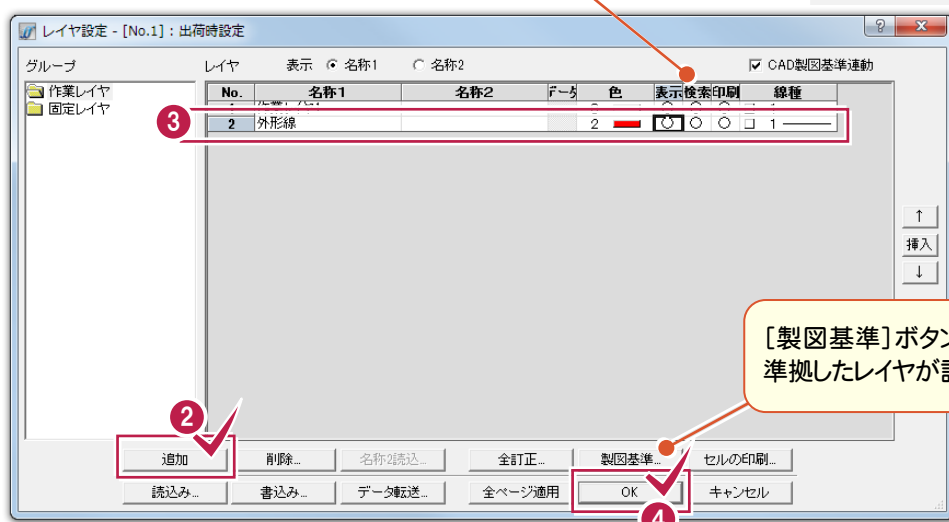 レイヤ設定 - [No.1] : 出荷時設定
グループ
レイヤ 表示 名称1 名称2 CAD製図基準連動
作業レイヤ
固定レイヤ
No. 名称1 名称2 データ 色 表示 検索 印刷 線種
3
2 外形線 2 ○ ○ ○ □ 1
↑
挿入
↓
[製図基準]ボタン
準拠したレイヤが
2
追加 削除... 名称2読込... 全訂正... 製図基準... セルの印刷...
読込み... 書込み... データ転送... 全ページ適用 OK キャンセル
4